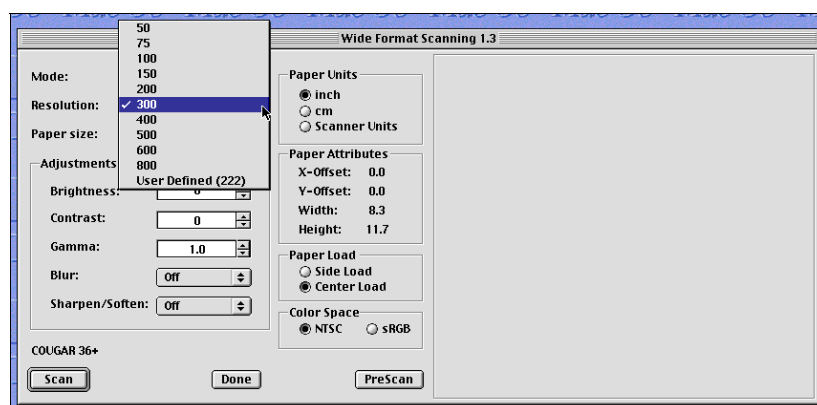 Wide Format Scanning 1.3
Mode:
Resolution:
Paper size:
50
75
100
150
200
✓ 300
400
500
600
800
User Defined (222)
Adjustments
Brightness: 0
Contrast: 0
Gamma: 1.0
Blur: Off
Sharpen/Soften: Off
COUGAR 36+
Scan
Done
Paper Units
inch
cm
Scanner Units
Paper Attributes
X-Offset: 0.0
Y-Offset: 0.0
Width: 8.3
Height: 11.7
Paper Load
Side Load
Center Load
Color Space
NTSC sRGB
PreScan